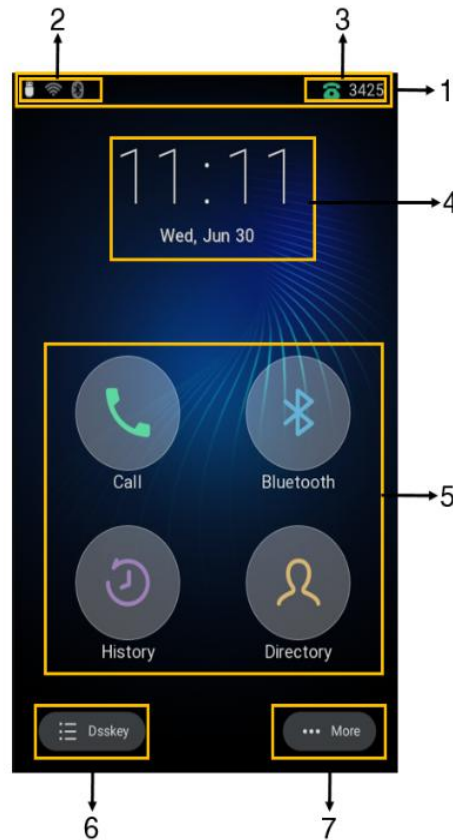 2 3
3425 1
11:11 4
Wed, Jun 30
Call Bluetooth
5
History Directory
Dsskey More
6 7